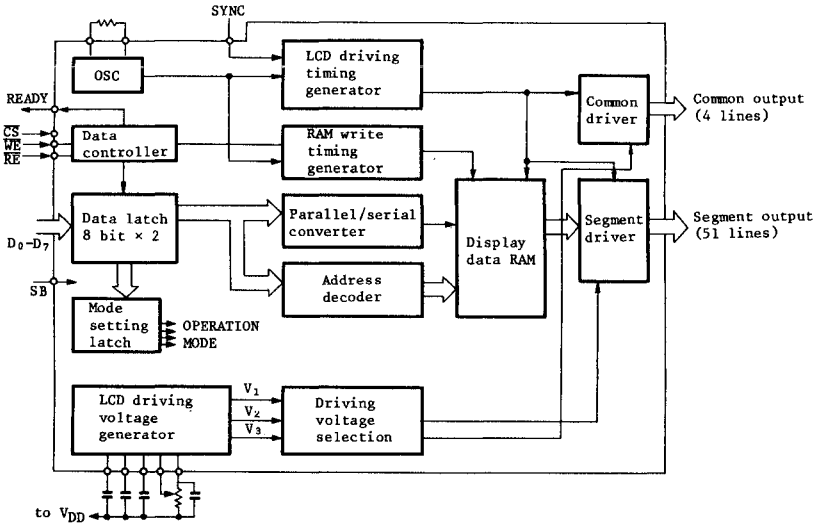 SYNC
OSC
LCD driving
timing
generator
READY
Common
driver
Common output
(4 lines)
C̅S̅
W̅E̅
R̅E̅
Data
controller
RAM write
timing
generator
D₀-D₇
Data latch
8 bit × 2
Parallel/serial
converter
Display
data RAM
Segment
driver
Segment output
(51 lines)
SB
Address
decoder
Mode
setting
latch
OPERATION
MODE
LCD driving
voltage
generator
V₁
V₂
V₃
Driving
voltage
selection
to VDD